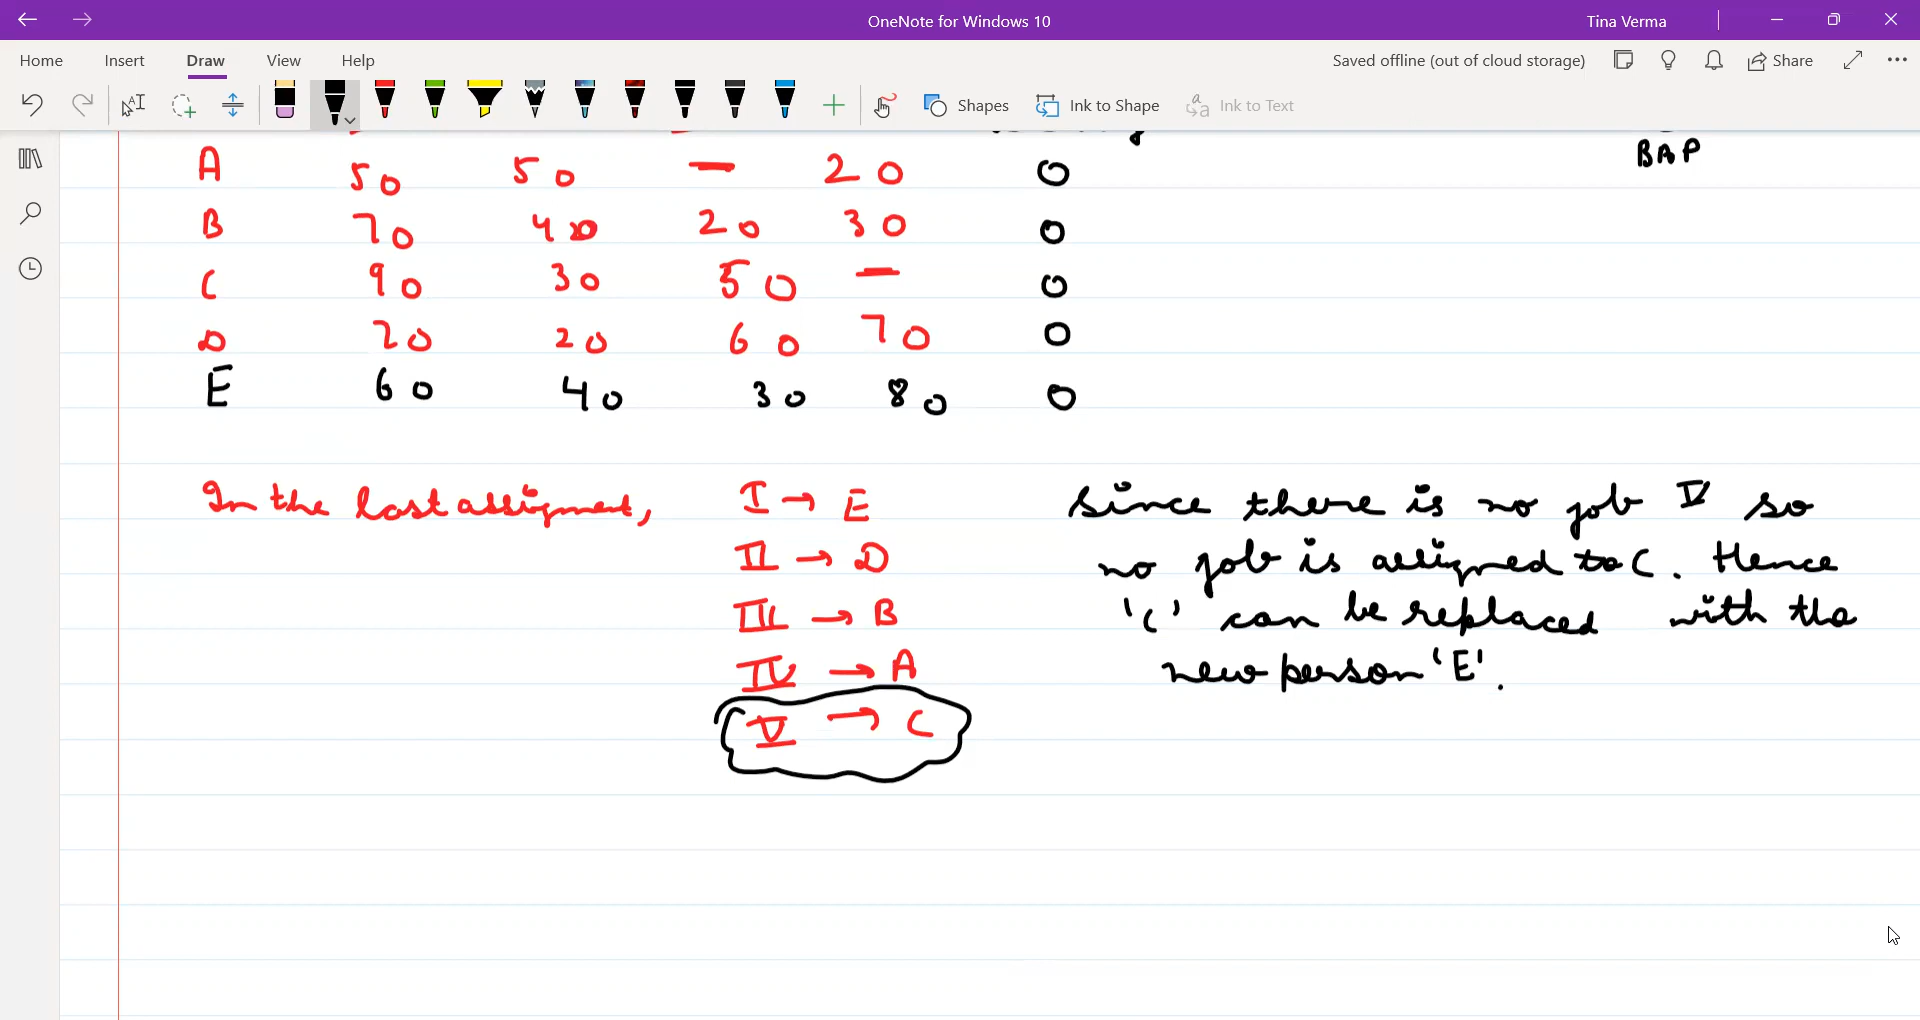 OneNote for Windows 10
Tina Verma
Home Insert Draw View Help
Saved offline (out of cloud storage)
Share
Shapes Ink to Shape Ink to Text
BAP
A 50 50 — 20 0
B 70 40 20 30 0
C 90 30 50 — 0
D 20 20 60 70 0
E 60 40 30 80 0
In the last assignment,
I → E
II → D
III → B
IV → A
V → C
Since there is no job V so
no job is assigned to C. Hence
'C' can be replaced with the
new person 'E'.